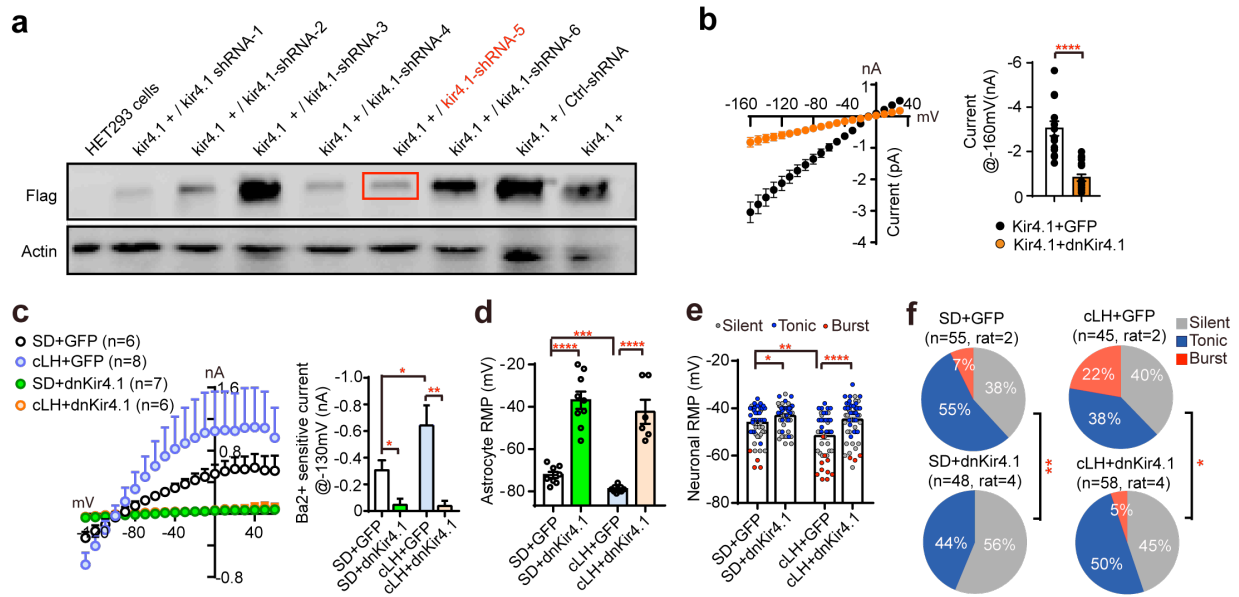 a
HET293 cells
kir4.1 +/ kir4.1 shRNA-1
kir4.1 +/ kir4.1-shRNA-2
kir4.1 +/ kir4.1-shRNA-3
kir4.1 +/ kir4.1-shRNA-4
kir4.1 +/ kir4.1-shRNA-5
kir4.1 +/ kir4.1-shRNA-6
kir4.1 +/ Ctrl-shRNA
kir4.1 +
Flag
Actin
b
nA
-160 -120 -80 -40 0 40
mV
1
-1
-2
-3
-4
Current (pA)
****
-6
-4
-2
0
Current
@-160mV(nA)
Kir4.1+GFP
Kir4.1+dnKir4.1
c
SD+GFP (n=6)
cLH+GFP (n=8)
SD+dnKir4.1 (n=7)
cLH+dnKir4.1 (n=6)
nA
1.6
0.8
mV
-120 -80 -40 0 40
-0.8
Ba2+ sensitive current
@-130mV (nA)
-1.0
-0.8
-0.6
-0.4
-0.2
0
*
*
**
SD+GFP
SD+dnKir4.1
cLH+GFP
cLH+dnKir4.1
d
Astrocyte RMP (mV)
-20
-40
-60
-80
***
****
****
SD+GFP
SD+dnKir4.1
cLH+GFP
cLH+dnKir4.1
e
Silent Tonic Burst
Neuronal RMP (mV)
-20
-40
-60
-80
**
*
****
SD+GFP
SD+dnKir4.1
cLH+GFP
cLH+dnKir4.1
f
SD+GFP
(n=55, rat=2)
7%
38%
55%
cLH+GFP
(n=45, rat=2)
22%
40%
38%
Silent
Tonic
Burst
**
*
SD+dnKir4.1
(n=48, rat=4)
44%
56%
cLH+dnKir4.1
(n=58, rat=4)
5%
45%
50%